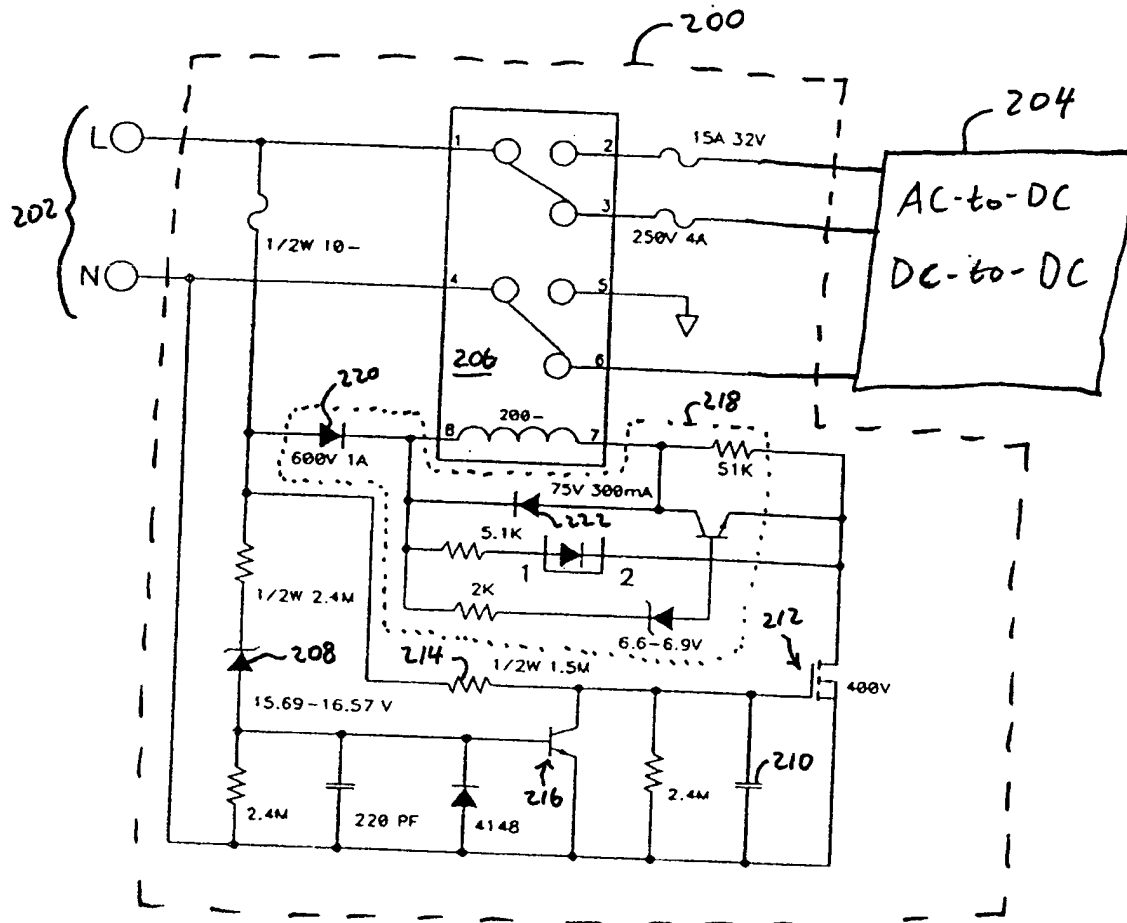 200
204
L
1
2
15A 32V
AC-to-DC
202
3
250V 4A
DC-to-DC
1/2W 10-
N
4
5
6
206
220
218
200-
8
7
600V 1A
51K
75V 300mA
222
5.1K
1
2
2K
1/2W 2.4M
6.6-6.9V
212
208
214
1/2W 1.5M
400V
15.69-16.57 V
216
210
2.4M
220 PF
4148
2.4M